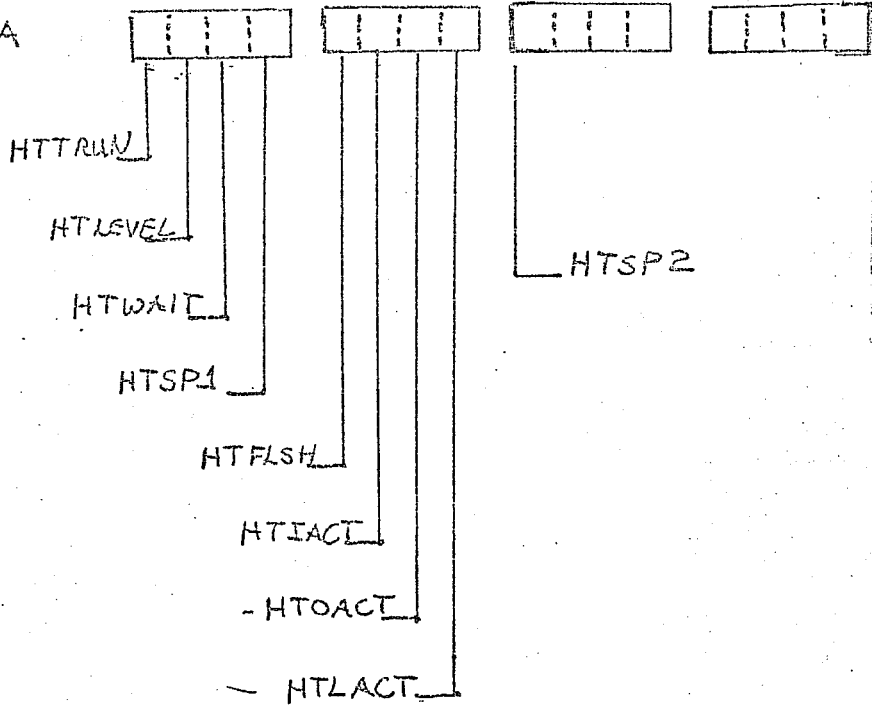 A
HTTRUN
HTLEVEL
HTSP2
HTWAIT
HTSP1
HTFLSH
HTIACT
- HTOACT
- HTLACT